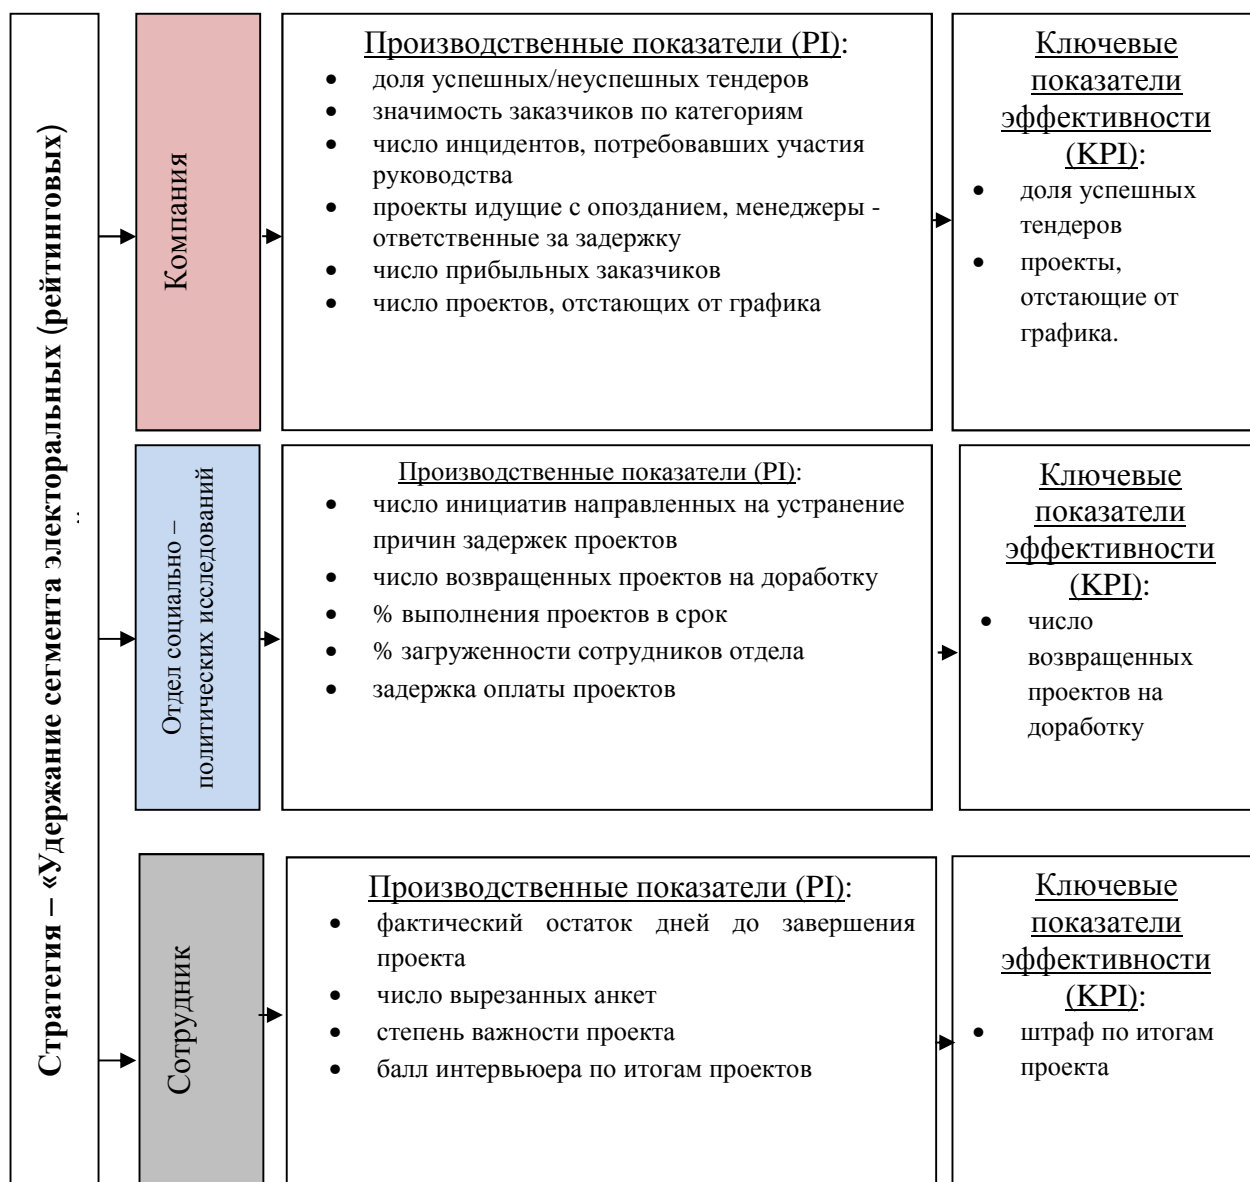 Стратегия – «Удержание сегмента электоральных (рейтинговых)
Компания
Производственные показатели (PI):
• доля успешных/неуспешных тендеров
• значимость заказчиков по категориям
• число инцидентов, потребовавших участия
руководства
• проекты идущие с опозданием, менеджеры -
ответственные за задержку
• число прибыльных заказчиков
• число проектов, отстающих от графика
Ключевые
показатели
эффективности
(KPI):
• доля успешных
тендеров
• проекты,
отстающие от
графика.
Отдел социально –
политических исследований
Производственные показатели (PI):
• число инициатив направленных на устранение
причин задержек проектов
• число возвращенных проектов на доработку
• % выполнения проектов в срок
• % загруженности сотрудников отдела
• задержка оплаты проектов
Ключевые
показатели
эффективности
(KPI):
• число
возвращенных
проектов на
доработку
Сотрудник
Производственные показатели (PI):
• фактический остаток дней до завершения
проекта
• число вырезанных анкет
• степень важности проекта
• балл интервьюера по итогам проектов
Ключевые
показатели
эффективности
(KPI):
• штраф по итогам
проекта